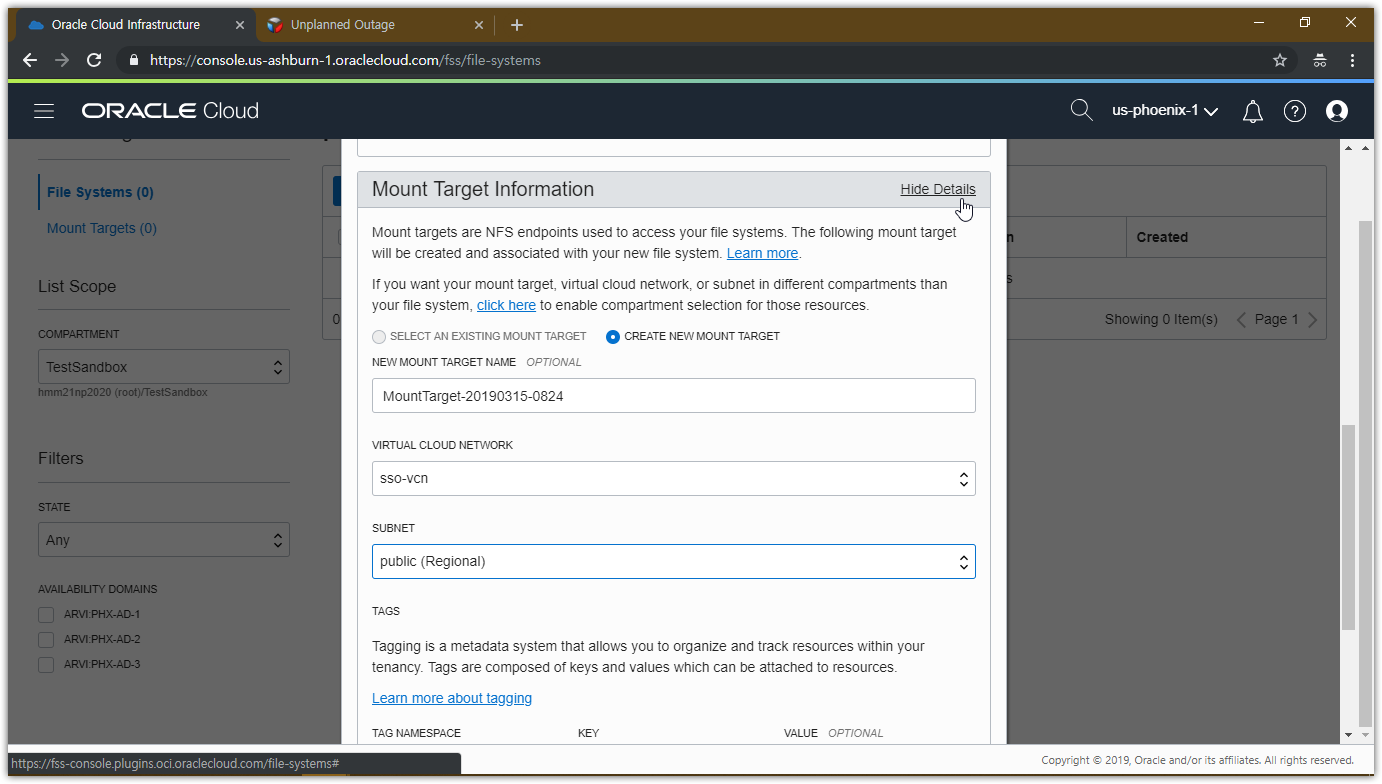 Oracle Cloud Infrastructure
Unplanned Outage
https://console.us-ashburn-1.oraclecloud.com/fss/file-systems
ORACLE Cloud
us-phoenix-1
File Systems (0)
Mount Targets (0)
List Scope
COMPARTMENT
TestSandbox
hmm21np2020 (root)/TestSandbox
Filters
STATE
Any
AVAILABILITY DOMAINS
ARVI:PHX-AD-1
ARVI:PHX-AD-2
ARVI:PHX-AD-3
Mount Target Information
Hide Details
Mount targets are NFS endpoints used to access your file systems. The following mount target
will be created and associated with your new file system. Learn more.
If you want your mount target, virtual cloud network, or subnet in different compartments than
your file system, click here to enable compartment selection for those resources.
SELECT AN EXISTING MOUNT TARGET
CREATE NEW MOUNT TARGET
NEW MOUNT TARGET NAME OPTIONAL
MountTarget-20190315-0824
VIRTUAL CLOUD NETWORK
sso-vcn
SUBNET
public (Regional)
TAGS
Tagging is a metadata system that allows you to organize and track resources within your
tenancy. Tags are composed of keys and values which can be attached to resources.
Learn more about tagging
TAG NAMESPACE
KEY
VALUE OPTIONAL
Created
Showing 0 Item(s)
Page 1
https://fss-console.plugins.oci.oraclecloud.com/file-systems#
Copyright © 2019, Oracle and/or its affiliates. All rights reserved.